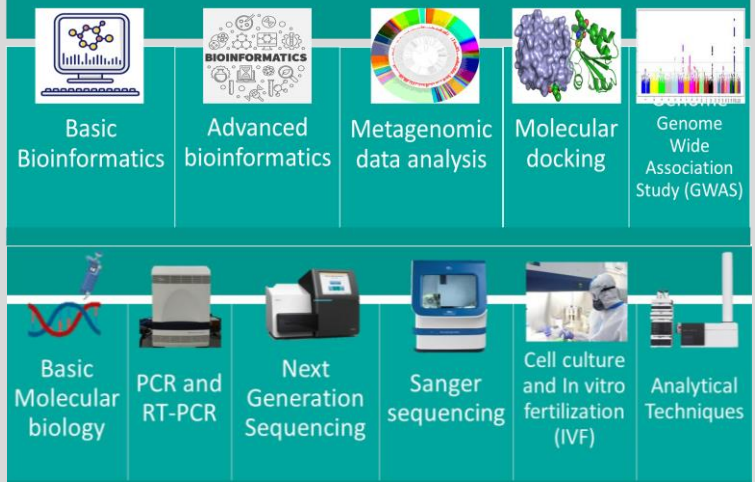 BIOINFORMATICS
Basic
Bioinformatics
Advanced
bioinformatics
Metagenomic
data analysis
Molecular
docking
Genome
Genome
Wide
Association
Study (GWAS)
Basic
Molecular
biology
PCR and
RT-PCR
Next
Generation
Sequencing
Sanger
sequencing
Cell culture
and In vitro
fertilization
(IVF)
Analytical
Techniques